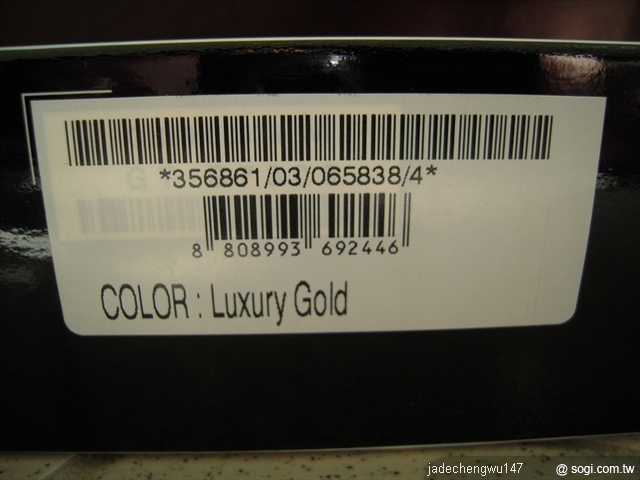 *356861/03/065838/4*
8 808993 692446
COLOR : Luxury Gold
jadechengwu147 @ sogi.com.tw